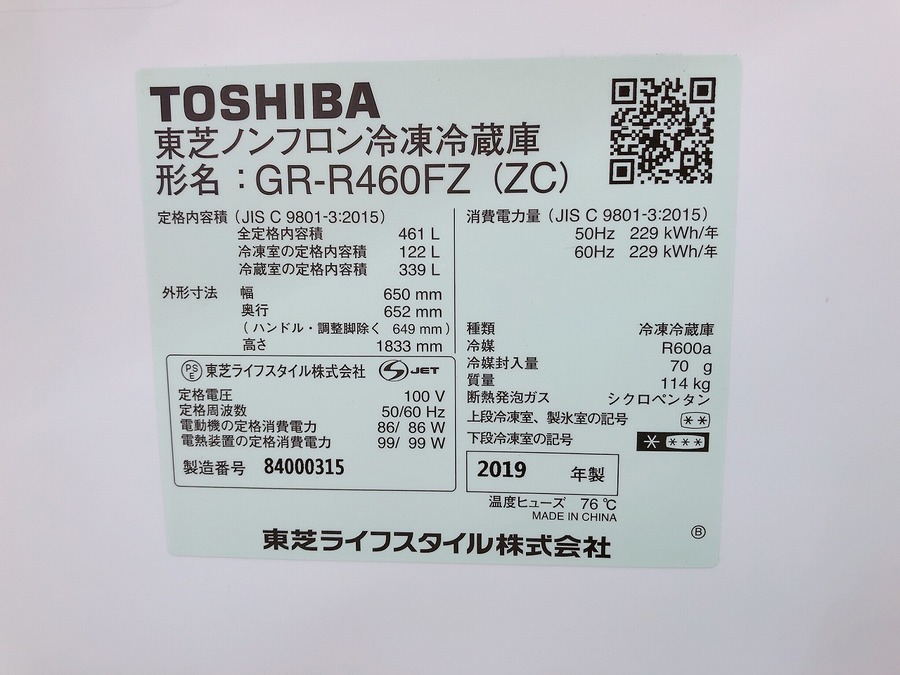 TOSHIBA
東芝ノンフロン冷凍冷蔵庫
形名：GR-R460FZ（ZC）
定格内容積（JIS C 9801-3:2015）
全定格内容積 461 L
冷凍室の定格内容積 122 L
冷蔵室の定格内容積 339 L
外形寸法 幅 650 mm
奥行 652 mm
（ハンドル・調整脚除く 649 mm）
高さ 1833 mm
PSE 東芝ライフスタイル株式会社 S JET
定格電圧 100 V
定格周波数 50/60 Hz
電動機の定格消費電力 86/ 86 W
電熱装置の定格消費電力 99/ 99 W
製造番号 84000315
消費電力量（JIS C 9801-3:2015）
50Hz 229 kWh/年
60Hz 229 kWh/年
種類 冷凍冷蔵庫
冷媒 R600a
冷媒封入量 70 g
質量 114 kg
断熱発泡ガス シクロペンタン
上段冷凍室、製氷室の記号 **
下段冷凍室の記号 * ***
2019 年製
温度ヒューズ 76 ℃
MADE IN CHINA
東芝ライフスタイル株式会社
Ⓑ